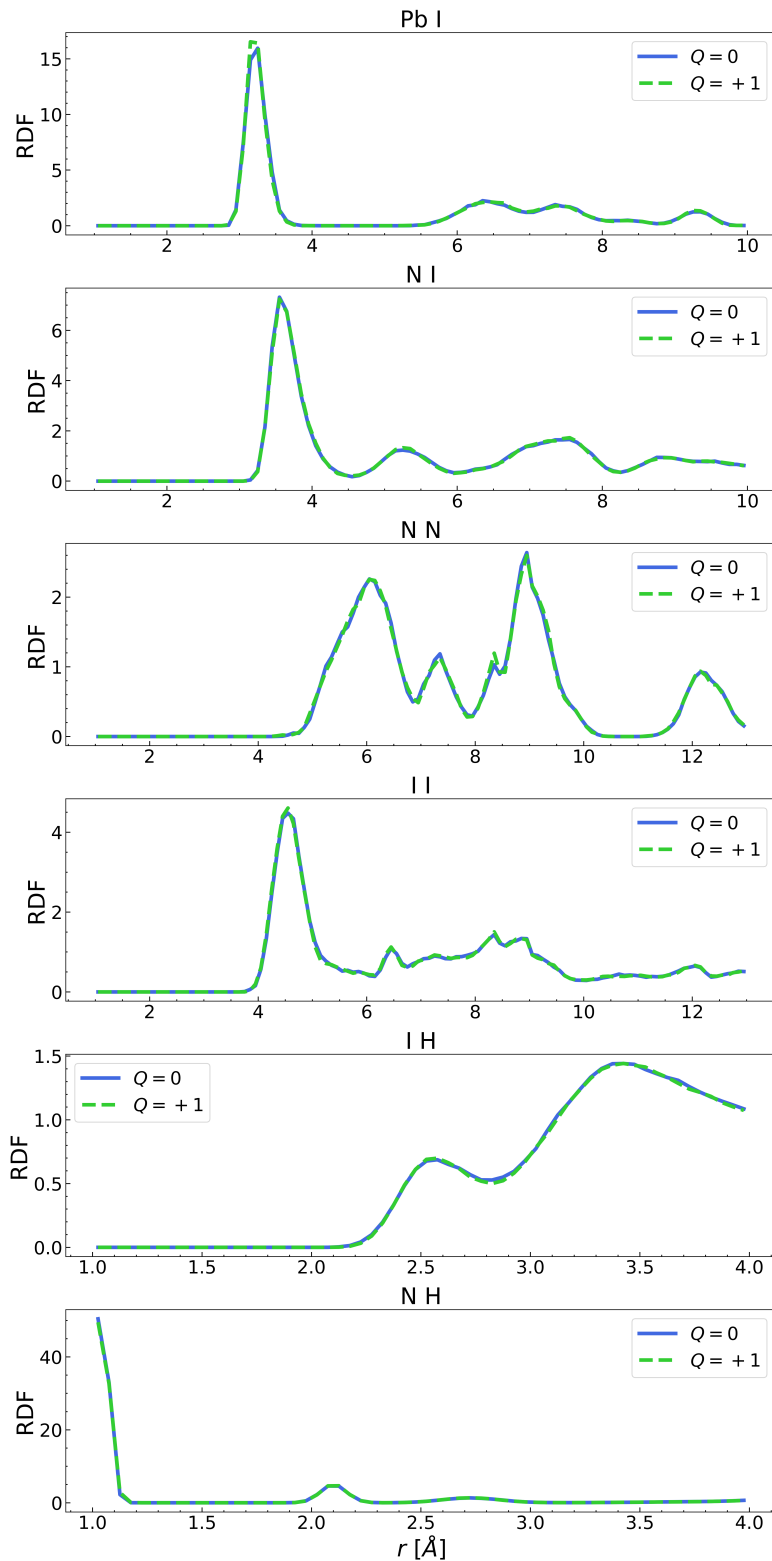 Pb I
RDF
15
10
5
0
Q = 0
Q = +1
2 4 6 8 10
N I
RDF
6
4
2
0
Q = 0
Q = +1
2 4 6 8 10
N N
RDF
2
1
0
Q = 0
Q = +1
2 4 6 8 10 12
I I
RDF
4
2
0
Q = 0
Q = +1
2 4 6 8 10 12
I H
RDF
1.5
1.0
0.5
0.0
Q = 0
Q = +1
1.0 1.5 2.0 2.5 3.0 3.5 4.0
N H
RDF
40
20
0
Q = 0
Q = +1
1.0 1.5 2.0 2.5 3.0 3.5 4.0
r [Å]